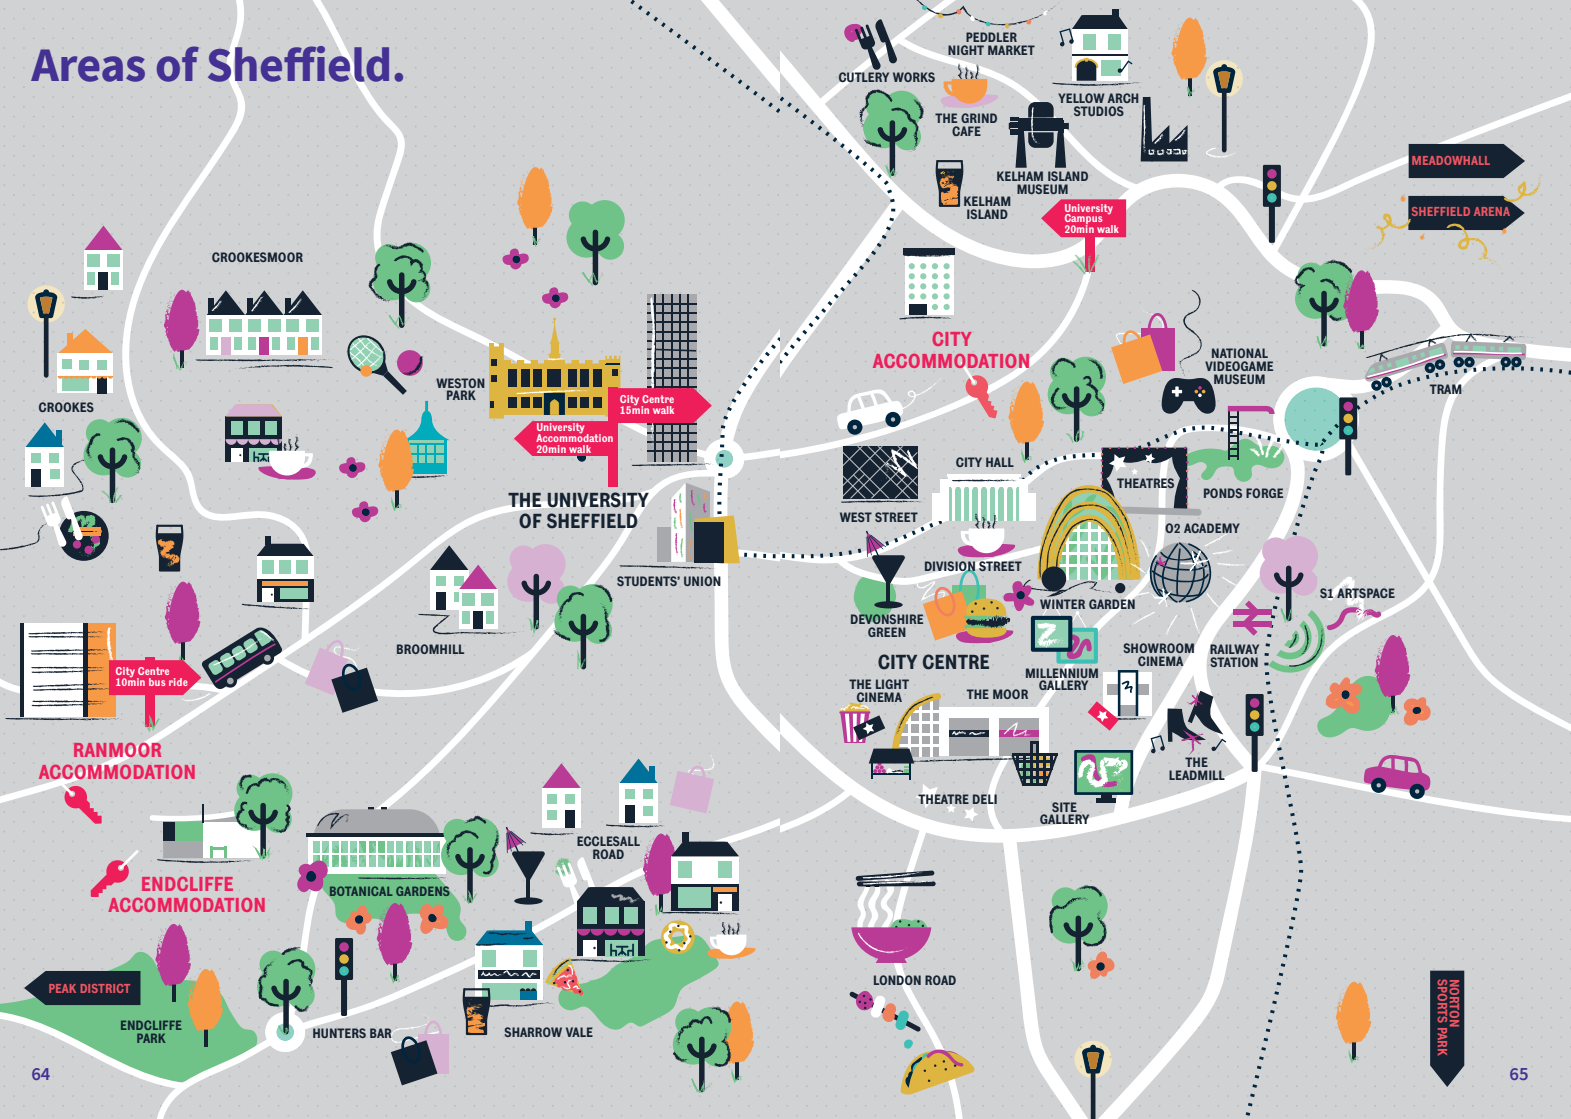 Areas of Sheffield.
CUTLERY WORKS
PEDDLER
NIGHT MARKET
THE GRIND
CAFE
YELLOW ARCH
STUDIOS
KELHAM ISLAND
MUSEUM
KELHAM
ISLAND
University
Campus
20min walk
MEADOWHALL
SHEFFIELD ARENA
CROOKESMOOR
CROOKES
WESTON
PARK
City Centre
15min walk
University
Accommodation
20min walk
THE UNIVERSITY
OF SHEFFIELD
STUDENTS' UNION
BROOMHILL
City Centre
10min bus ride
RANMOOR
ACCOMMODATION
ENDCLIFFE
ACCOMMODATION
PEAK DISTRICT
ENDCLIFFE
PARK
BOTANICAL GARDENS
HUNTERS BAR
ECCLESALL
ROAD
SHARROW VALE
64
CITY
ACCOMMODATION
NATIONAL
VIDEOGAME
MUSEUM
TRAM
WEST STREET
CITY HALL
THEATRES
PONDS FORGE
O2 ACADEMY
DIVISION STREET
DEVONSHIRE
GREEN
WINTER GARDEN
S1 ARTSPACE
CITY CENTRE
MILLENNIUM
GALLERY
SHOWROOM
CINEMA
RAILWAY
STATION
THE LIGHT
CINEMA
THE MOOR
THEATRE DELI
SITE
GALLERY
THE
LEADMILL
LONDON ROAD
NORTON
SPORTS PARK
65